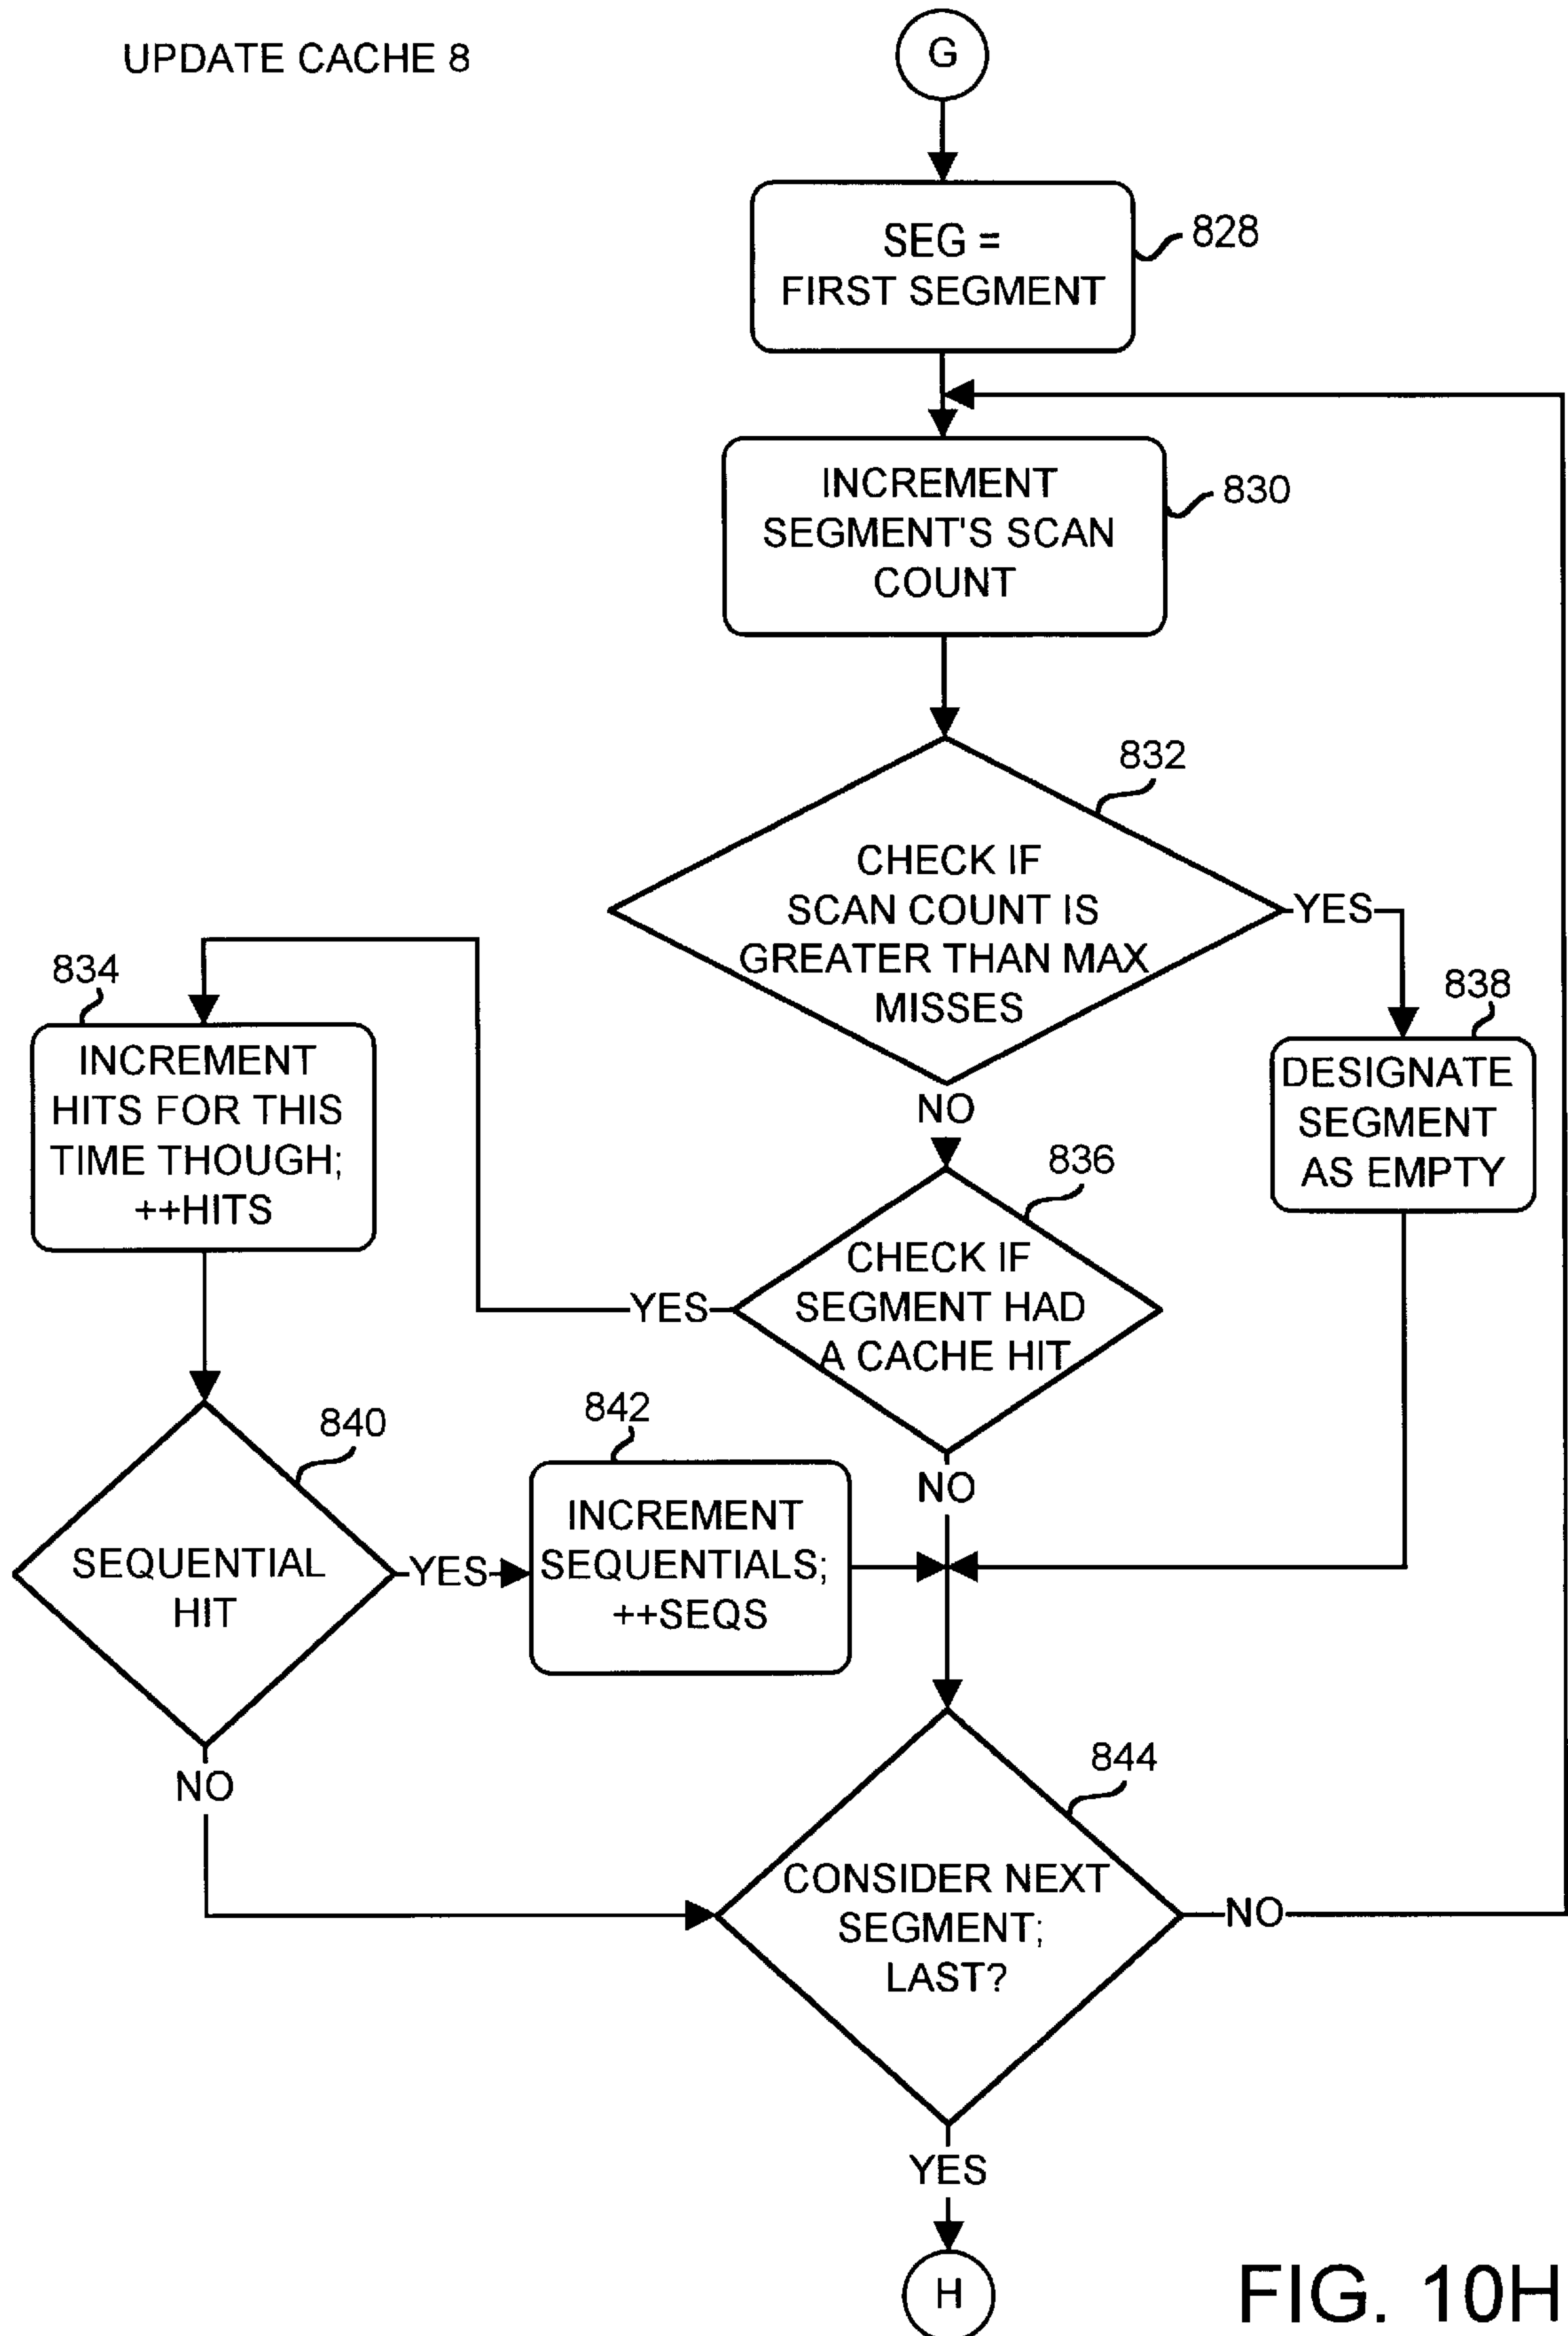 UPDATE CACHE 8
G
SEG =
FIRST SEGMENT
828
INCREMENT
SEGMENT'S SCAN
COUNT
830
832
CHECK IF
SCAN COUNT IS
GREATER THAN MAX
MISSES
YES
NO
834
INCREMENT
HITS FOR THIS
TIME THOUGH;
++HITS
838
DESIGNATE
SEGMENT
AS EMPTY
836
CHECK IF
SEGMENT HAD
A CACHE HIT
YES
NO
840
SEQUENTIAL
HIT
YES
NO
842
INCREMENT
SEQUENTIALS;
++SEQS
844
CONSIDER NEXT
SEGMENT;
LAST?
NO
YES
H
FIG. 10H